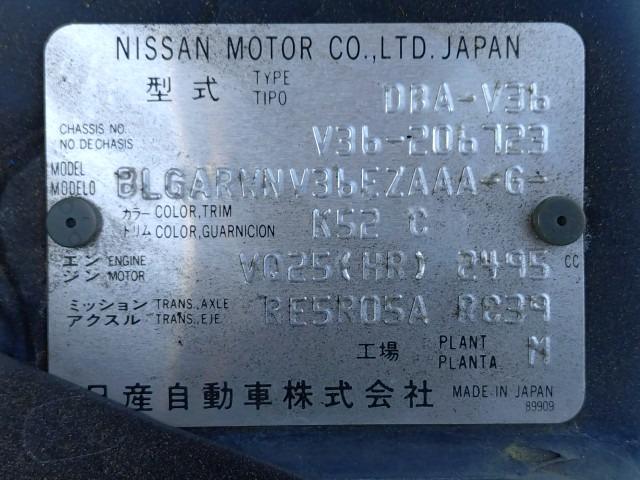 NISSAN MOTOR CO.,LTD. JAPAN
型式 TYPE TIPO DBA-V36
CHASSIS NO. NO DE CHASIS V36-206723
MODEL MODELO BLGARWNV36EZAAA-G-
カラー COLOR,TRIM
トリム COLOR,GUARNICION K52 C
エンジン ENGINE MOTOR VQ25(HR) 2495 CC
ミッション TRANS.,AXLE
アクスル TRANS.,EJE RE5R05A RC39
工場 PLANT PLANTA M
日産自動車株式会社 MADE IN JAPAN
89909